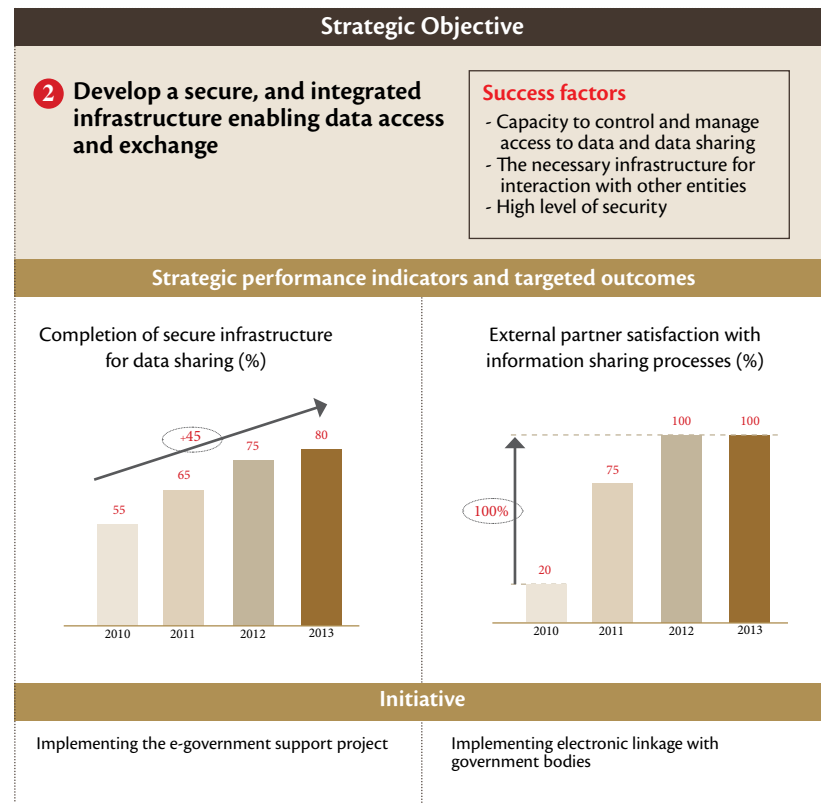 Strategic Objective
2 Develop a secure, and integrated
infrastructure enabling data access
and exchange
Success factors
- Capacity to control and manage
access to data and data sharing
- The necessary infrastructure for
interaction with other entities
- High level of security
Strategic performance indicators and targeted outcomes
Completion of secure infrastructure
for data sharing (%)
+45
55
65
75
80
2010 2011 2012 2013
External partner satisfaction with
information sharing processes (%)
100%
20
75
100
100
2010 2011 2012 2013
Initiative
Implementing the e-government support project
Implementing electronic linkage with
government bodies